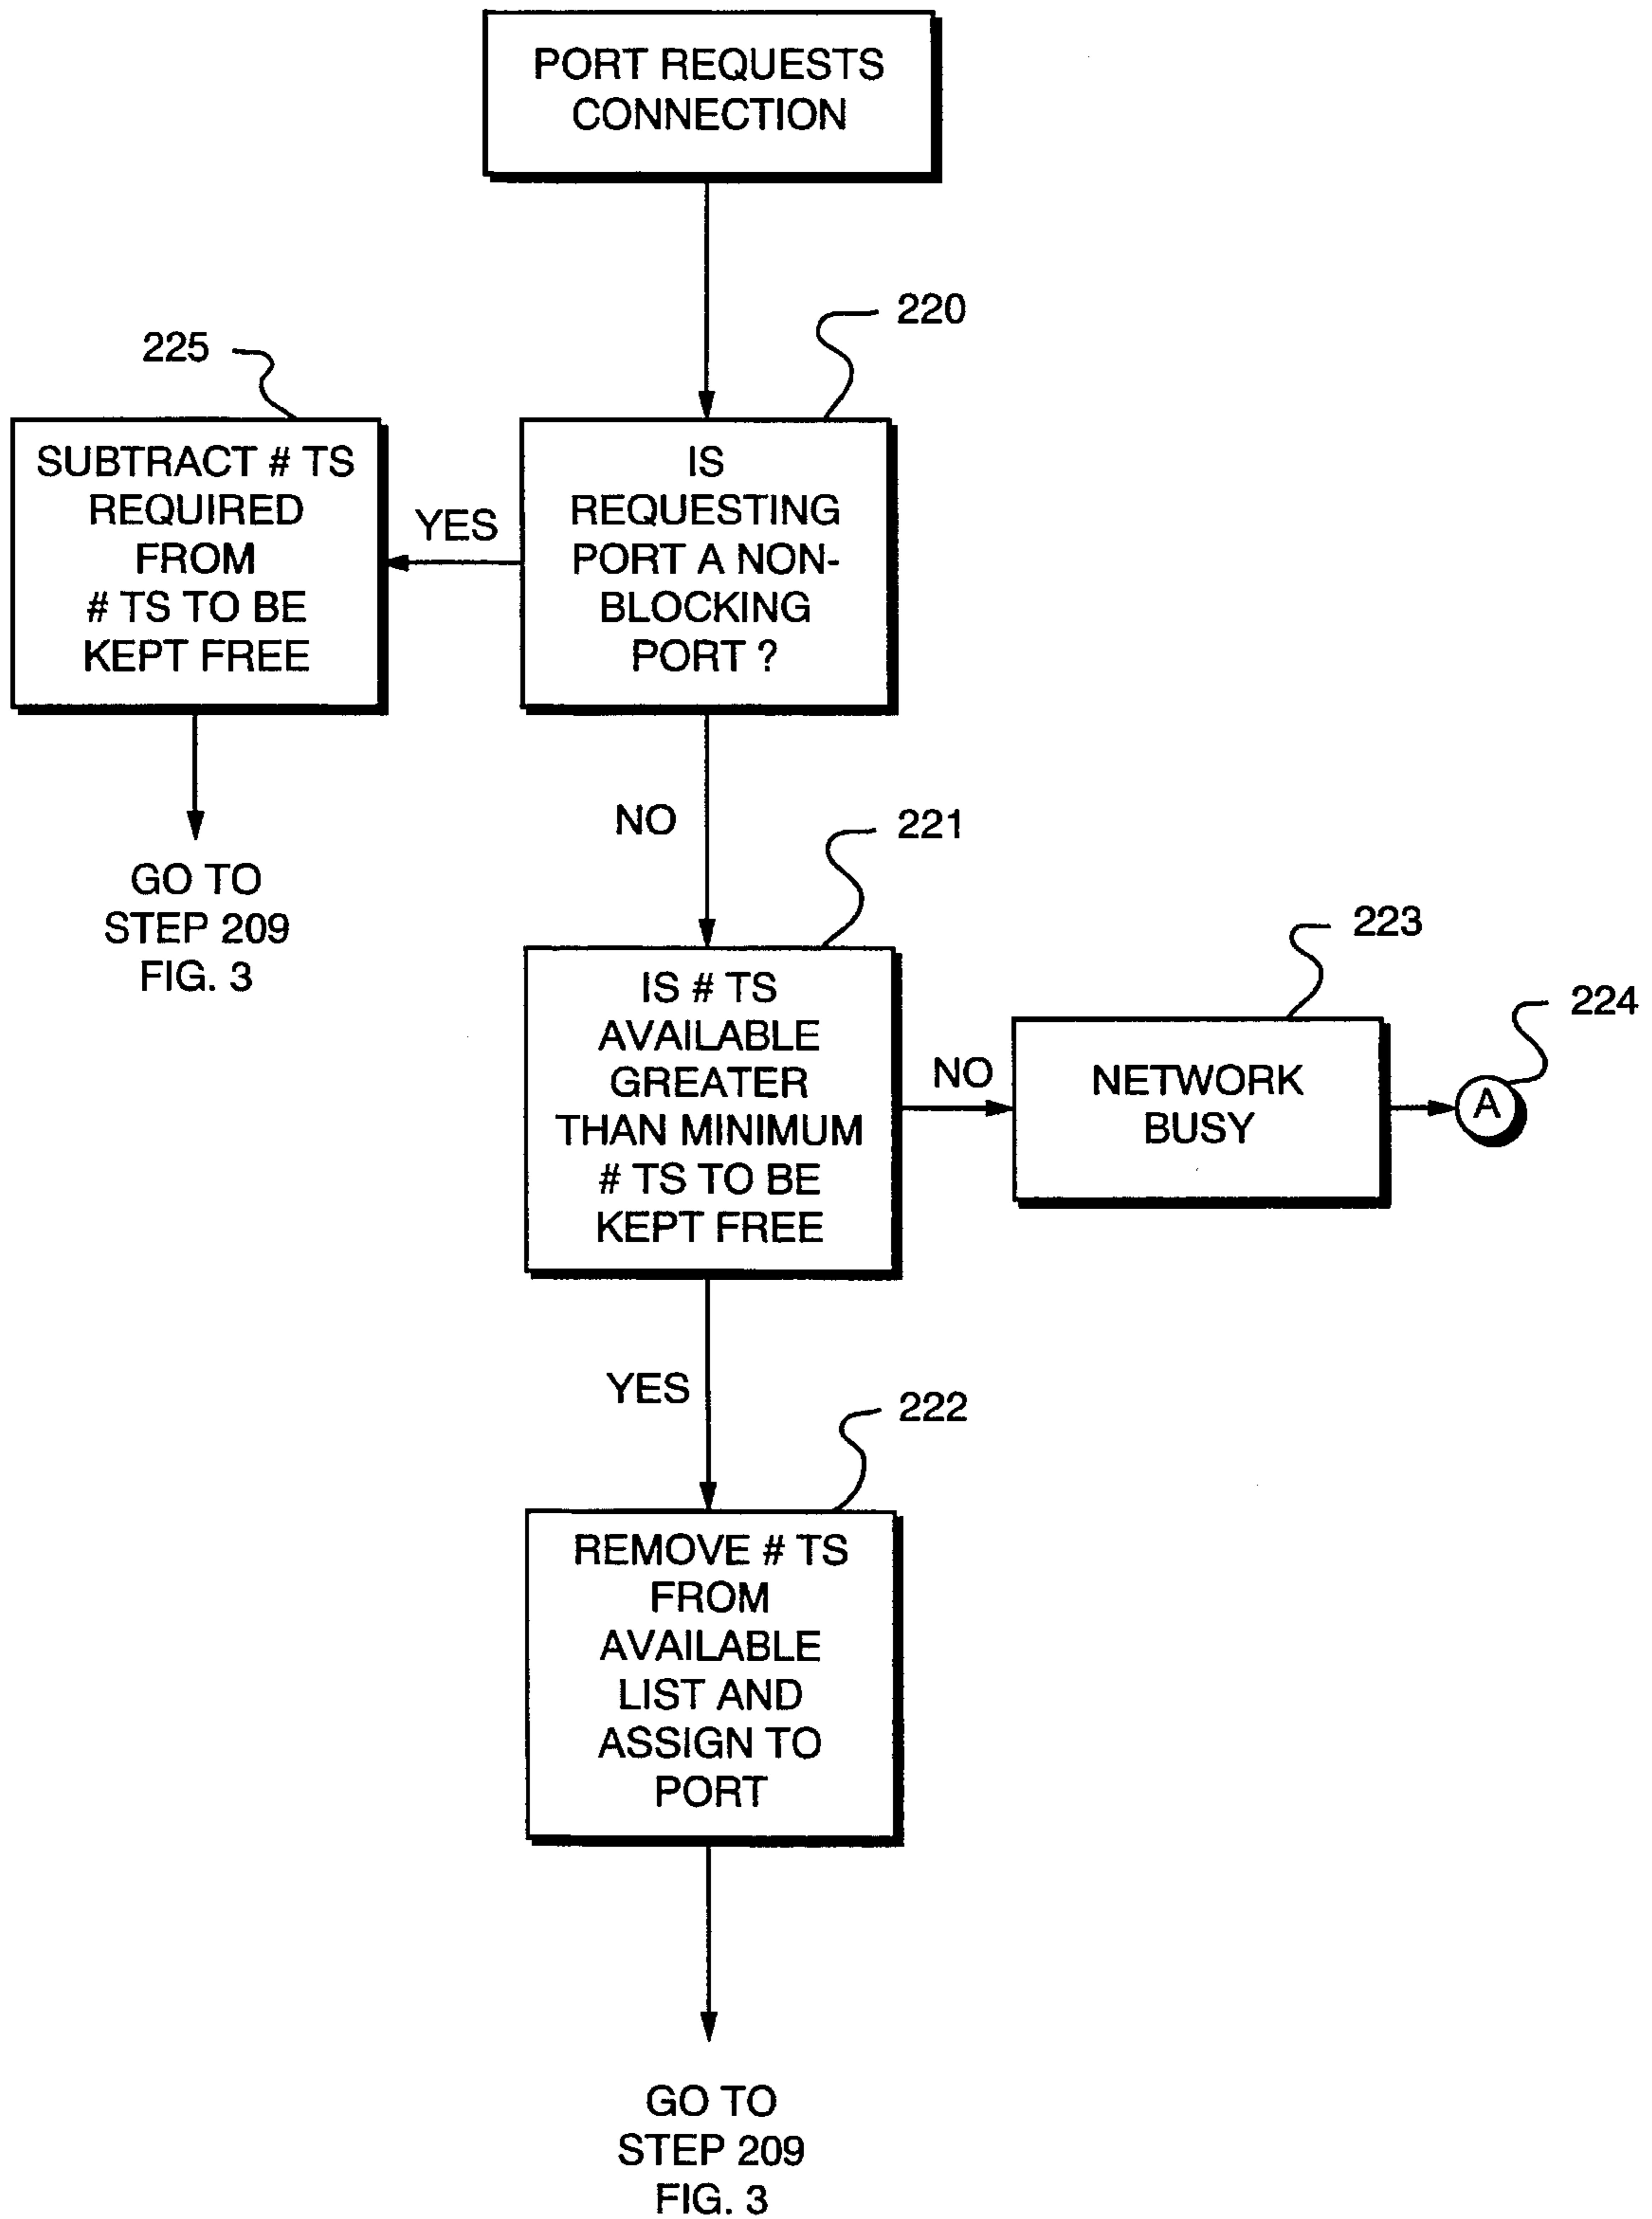 PORT REQUESTS
CONNECTION
220
225
SUBTRACT # TS
REQUIRED
FROM
# TS TO BE
KEPT FREE
YES
IS
REQUESTING
PORT A NON-
BLOCKING
PORT ?
NO
GO TO
STEP 209
FIG. 3
221
IS # TS
AVAILABLE
GREATER
THAN MINIMUM
# TS TO BE
KEPT FREE
NO
223
NETWORK
BUSY
224
A
YES
222
REMOVE # TS
FROM
AVAILABLE
LIST AND
ASSIGN TO
PORT
GO TO
STEP 209
FIG. 3